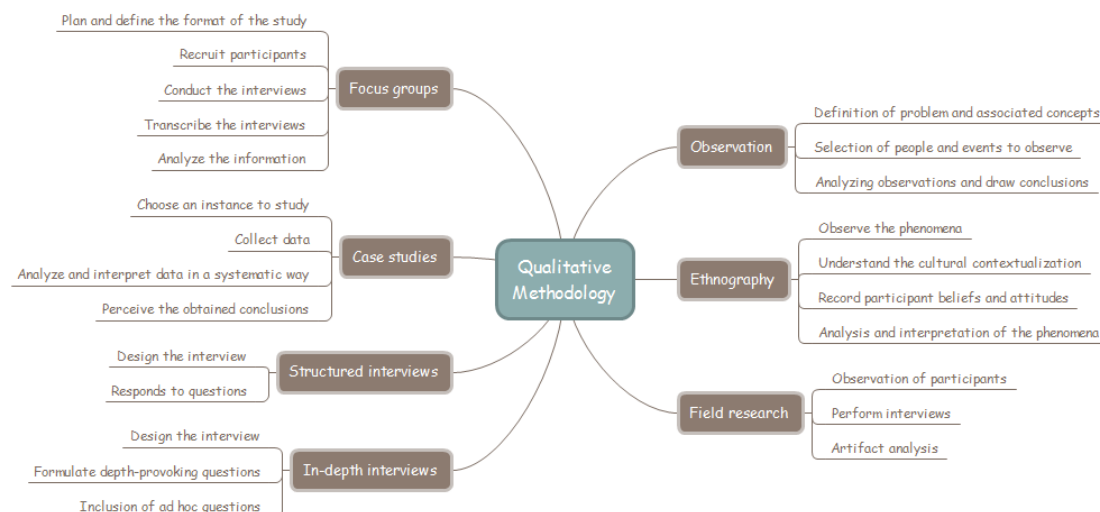 Plan and define the format of the study
Recruit participants
Conduct the interviews
Transcribe the interviews
Analyze the information
Focus groups
Choose an instance to study
Collect data
Analyze and interpret data in a systematic way
Perceive the obtained conclusions
Case studies
Design the interview
Responds to questions
Structured interviews
Design the interview
Formulate depth-provoking questions
Inclusion of ad hoc questions
In-depth interviews
Qualitative
Methodology
Observation
Definition of problem and associated concepts
Selection of people and events to observe
Analyzing observations and draw conclusions
Ethnography
Observe the phenomena
Understand the cultural contextualization
Record participant beliefs and attitudes
Analysis and interpretation of the phenomena
Field research
Observation of participants
Perform interviews
Artifact analysis